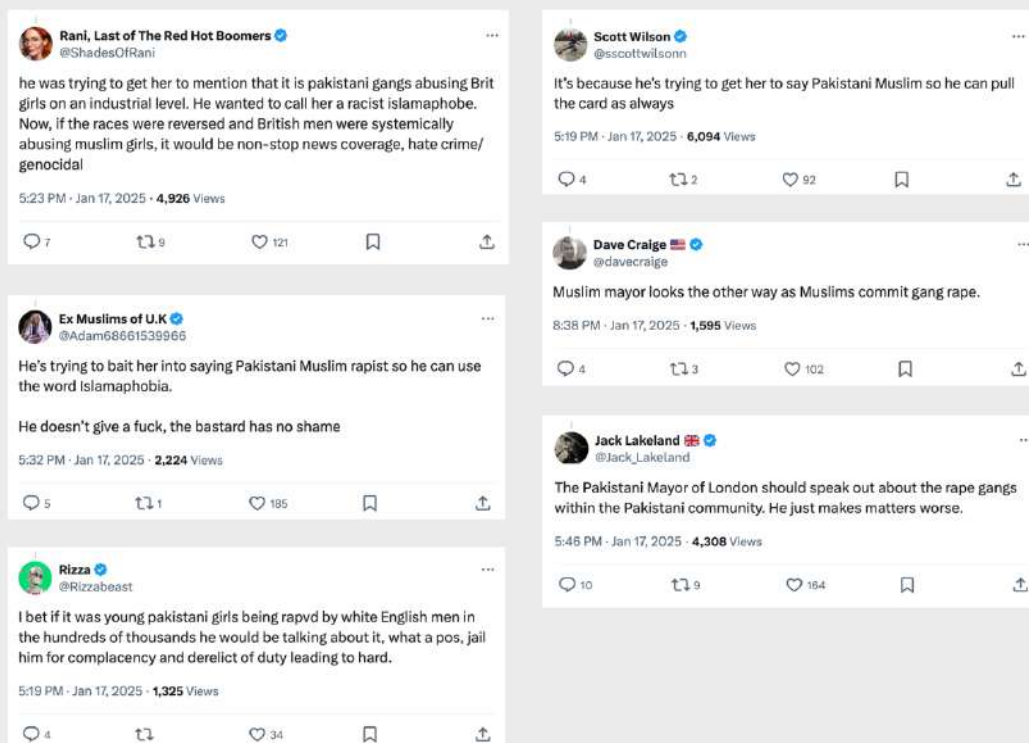 Rani, Last of The Red Hot Boomers
@ShadesOfRani
he was trying to get her to mention that it is pakistani gangs abusing Brit
girls on an industrial level. He wanted to call her a racist islamaphobe.
Now, if the races were reversed and British men were systemically
abusing muslim girls, it would be non-stop news coverage, hate crime/
genocidal
5:23 PM · Jan 17, 2025 · 4,926 Views
7 9 121
Ex Muslims of U.K
@Adam68661539966
He's trying to bait her into saying Pakistani Muslim rapist so he can use
the word Islamaphobia.
He doesn't give a fuck, the bastard has no shame
5:32 PM · Jan 17, 2025 · 2,224 Views
5 1 185
Rizza
@Rizzabeast
I bet if it was young pakistani girls being rapvd by white English men in
the hundreds of thousands he would be talking about it, what a pos, jail
him for complacency and derelict of duty leading to hard.
5:19 PM · Jan 17, 2025 · 1,325 Views
4 34
Scott Wilson
@sscottwilsonn
It's because he's trying to get her to say Pakistani Muslim so he can pull
the card as always
5:19 PM · Jan 17, 2025 · 6,094 Views
4 2 92
Dave Craige
@davecraige
Muslim mayor looks the other way as Muslims commit gang rape.
8:38 PM · Jan 17, 2025 · 1,595 Views
4 3 102
Jack Lakeland
@Jack_Lakeland
The Pakistani Mayor of London should speak out about the rape gangs
within the Pakistani community. He just makes matters worse.
5:46 PM · Jan 17, 2025 · 4,308 Views
10 9 164